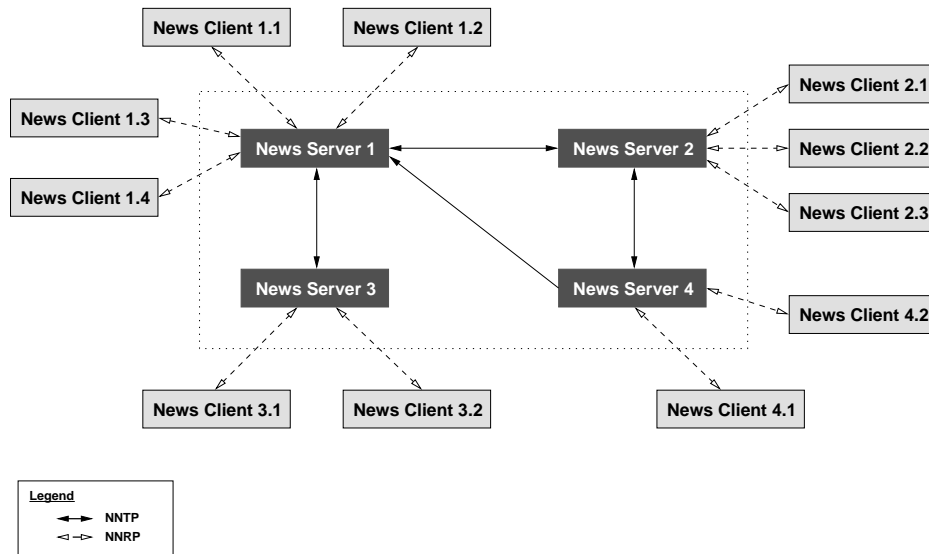 News Client 1.1
News Client 1.2
News Client 2.1
News Client 1.3
News Server 1
News Server 2
News Client 2.2
News Client 1.4
News Client 2.3
News Server 3
News Server 4
News Client 4.2
News Client 3.1
News Client 3.2
News Client 4.1
Legend
NNTP
NNRP